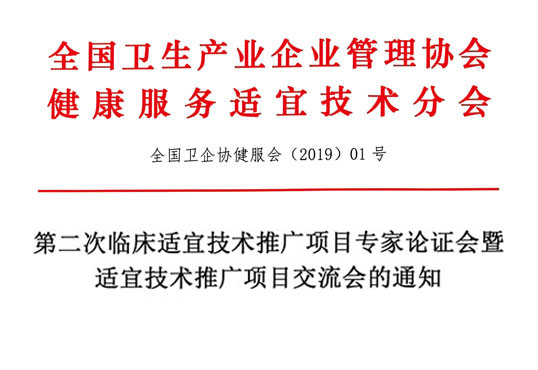 全国卫生产业企业管理协会
健康服务适宜技术分会
全国卫企协健服会（2019）01 号
第二次临床适宜技术推广项目专家论证会暨
适宜技术推广项目交流会的通知